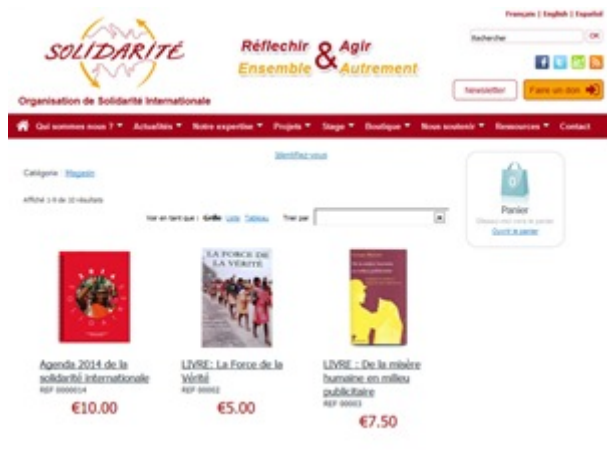 Français | English | Español
SOLIDARITÉ
Organisation de Solidarité Internationale
Réflechir & Agir
Ensemble Autrement
Rechercher OK
Newsletter
Faire un don
Qui sommes nous ? Actualités Notre expertise Projets Stage Boutique Nous soutenir Ressources Contact
Identifiez-vous
Catégorie : Magasin
Affiché 1-9 de 10 résultats
Voir en tant que : Grille Liste Tableau Trier par
0
Panier
Ouvrir le panier
2014
LA FORCE DE
LA VÉRITÉ
Agenda 2014 de la
solidarité internationale
REF 0000014
€10.00
LIVRE: La Force de la
Vérité
REF 00002
€5.00
LIVRE : De la misère
humaine en milieu
publicitaire
REF 00003
€7.50